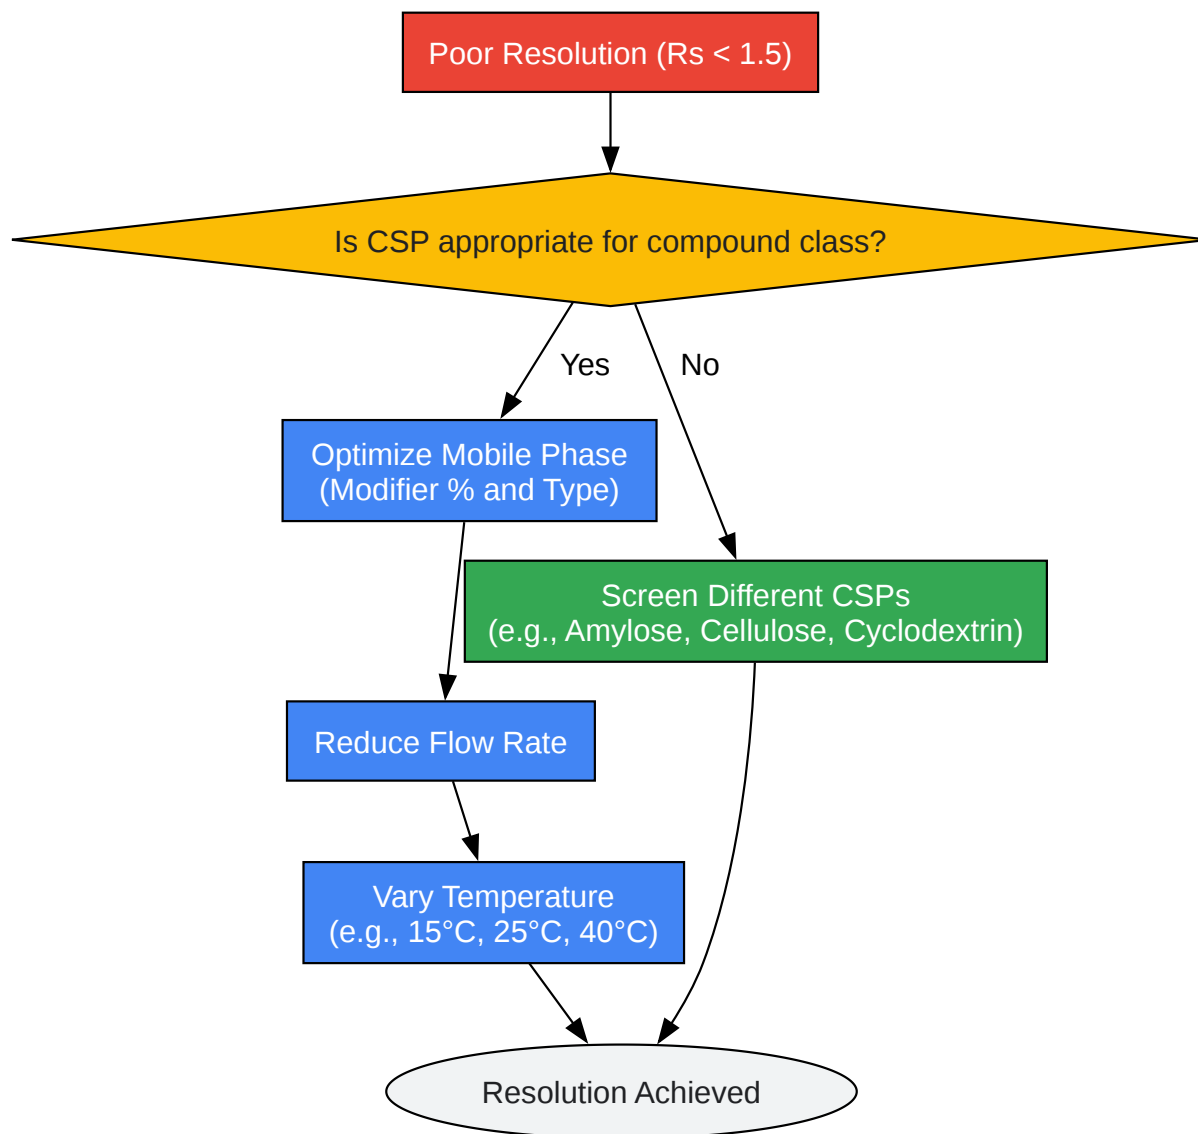 Poor Resolution (Rs < 1.5)
Is CSP appropriate for compound class?
Yes
No
Optimize Mobile Phase
(Modifier % and Type)
Screen Different CSPs
(e.g., Amylose, Cellulose, Cyclodextrin)
Reduce Flow Rate
Vary Temperature
(e.g., 15°C, 25°C, 40°C)
Resolution Achieved